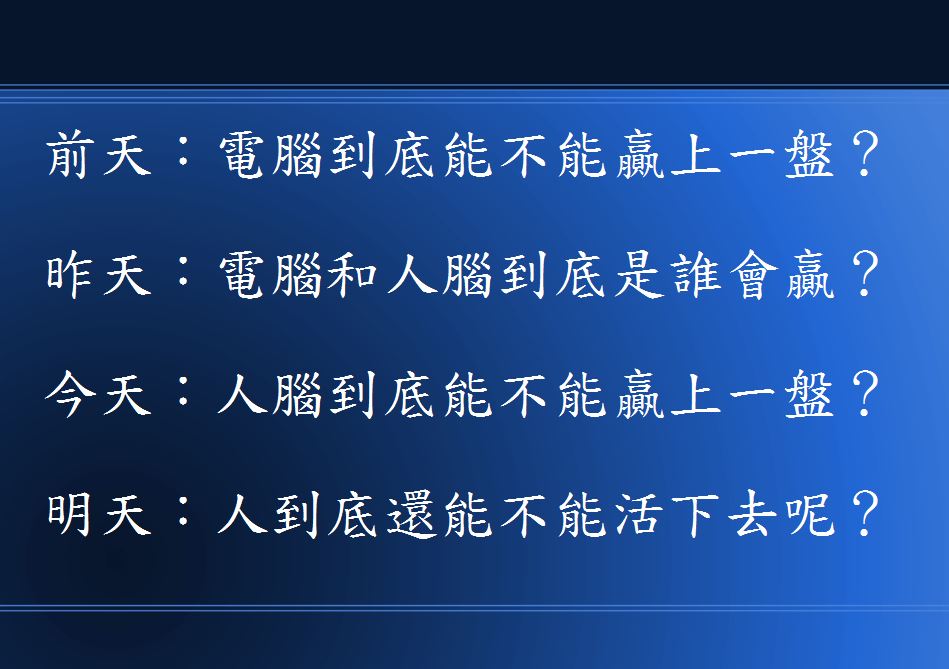 前天：電腦到底能不能贏上一盤？
昨天：電腦和人腦到底是誰會贏？
今天：人腦到底能不能贏上一盤？
明天：人到底還能不能活下去呢？